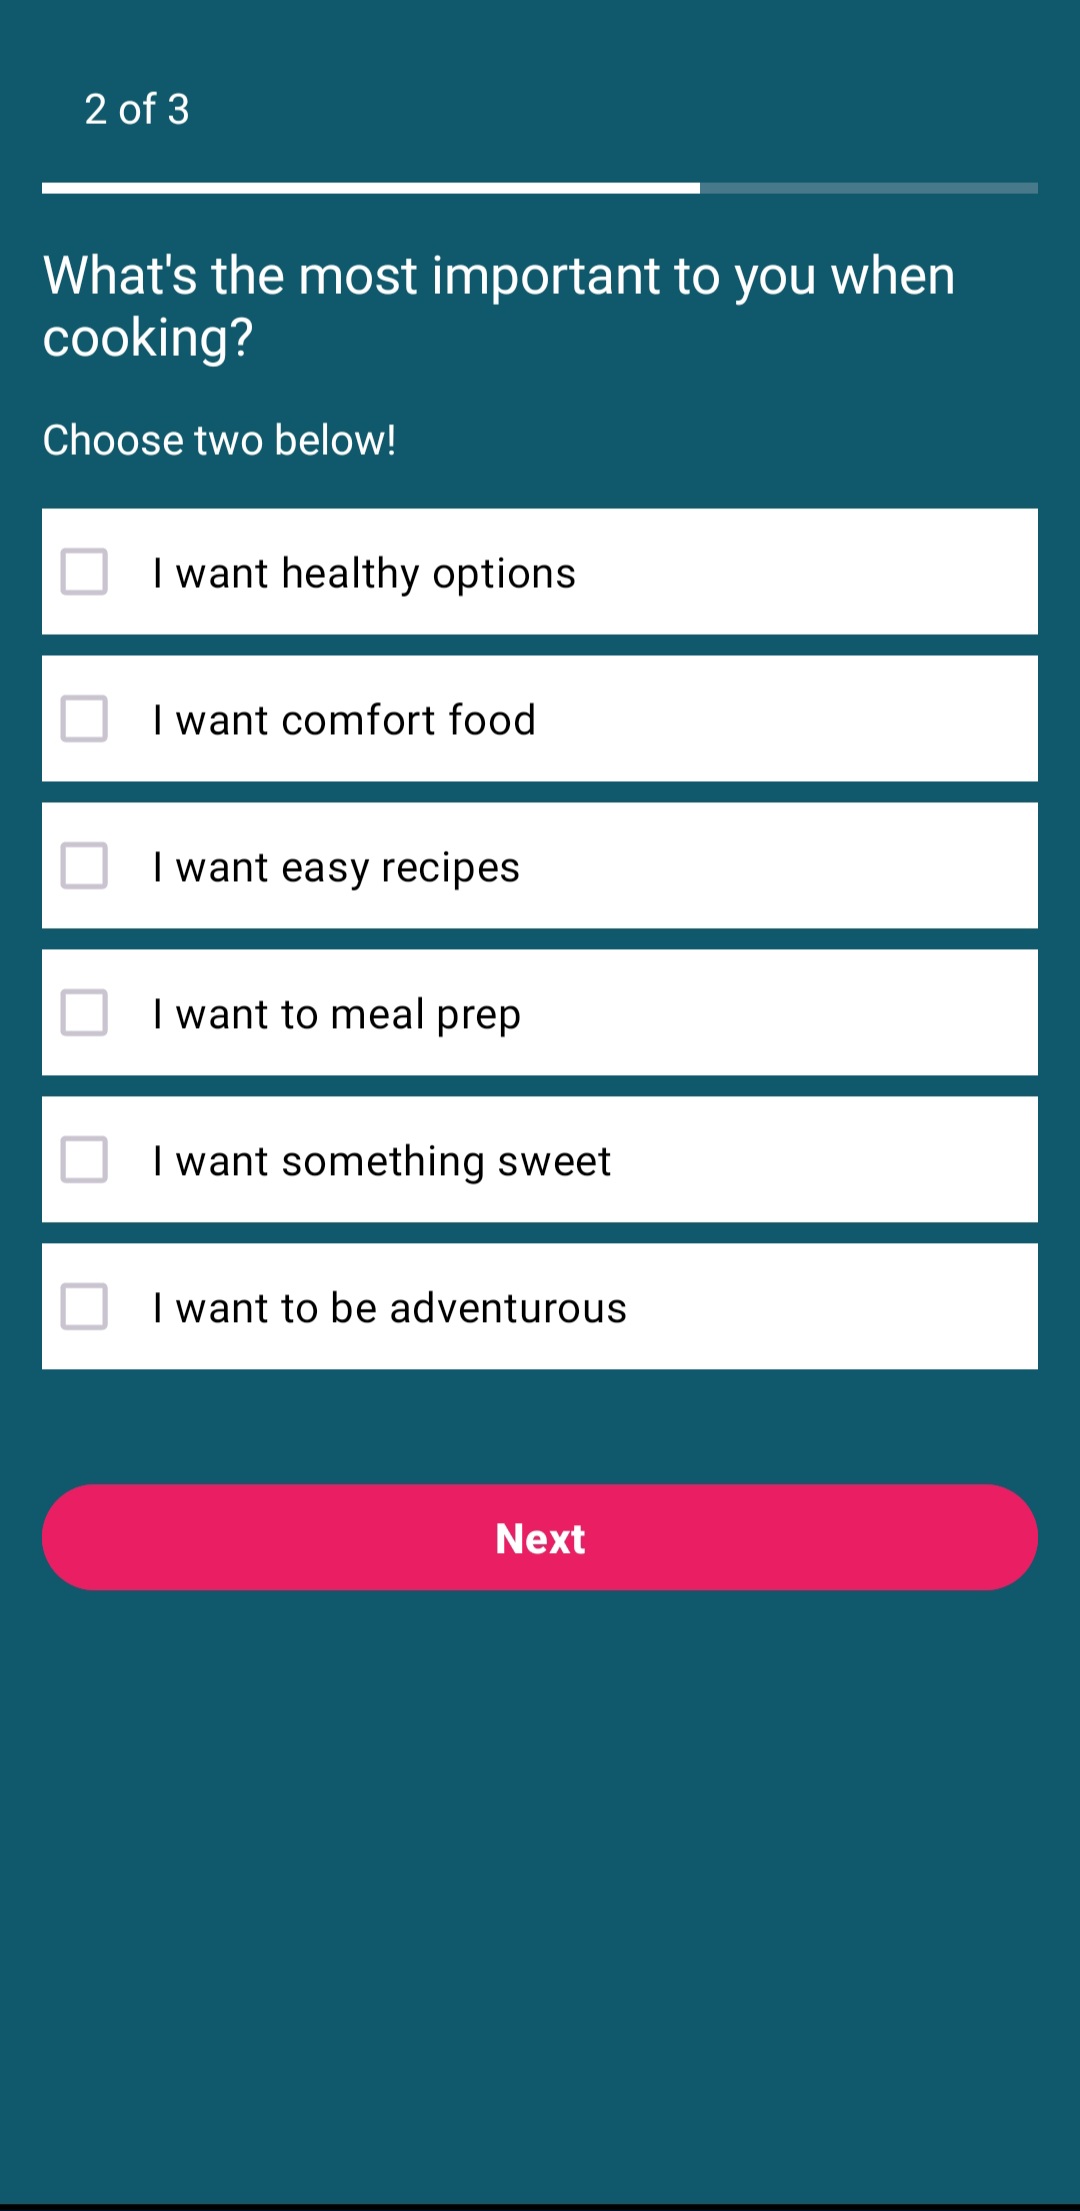 2 of 3
What's the most important to you when
cooking?
Choose two below!
I want healthy options
I want comfort food
I want easy recipes
I want to meal prep
I want something sweet
I want to be adventurous
Next